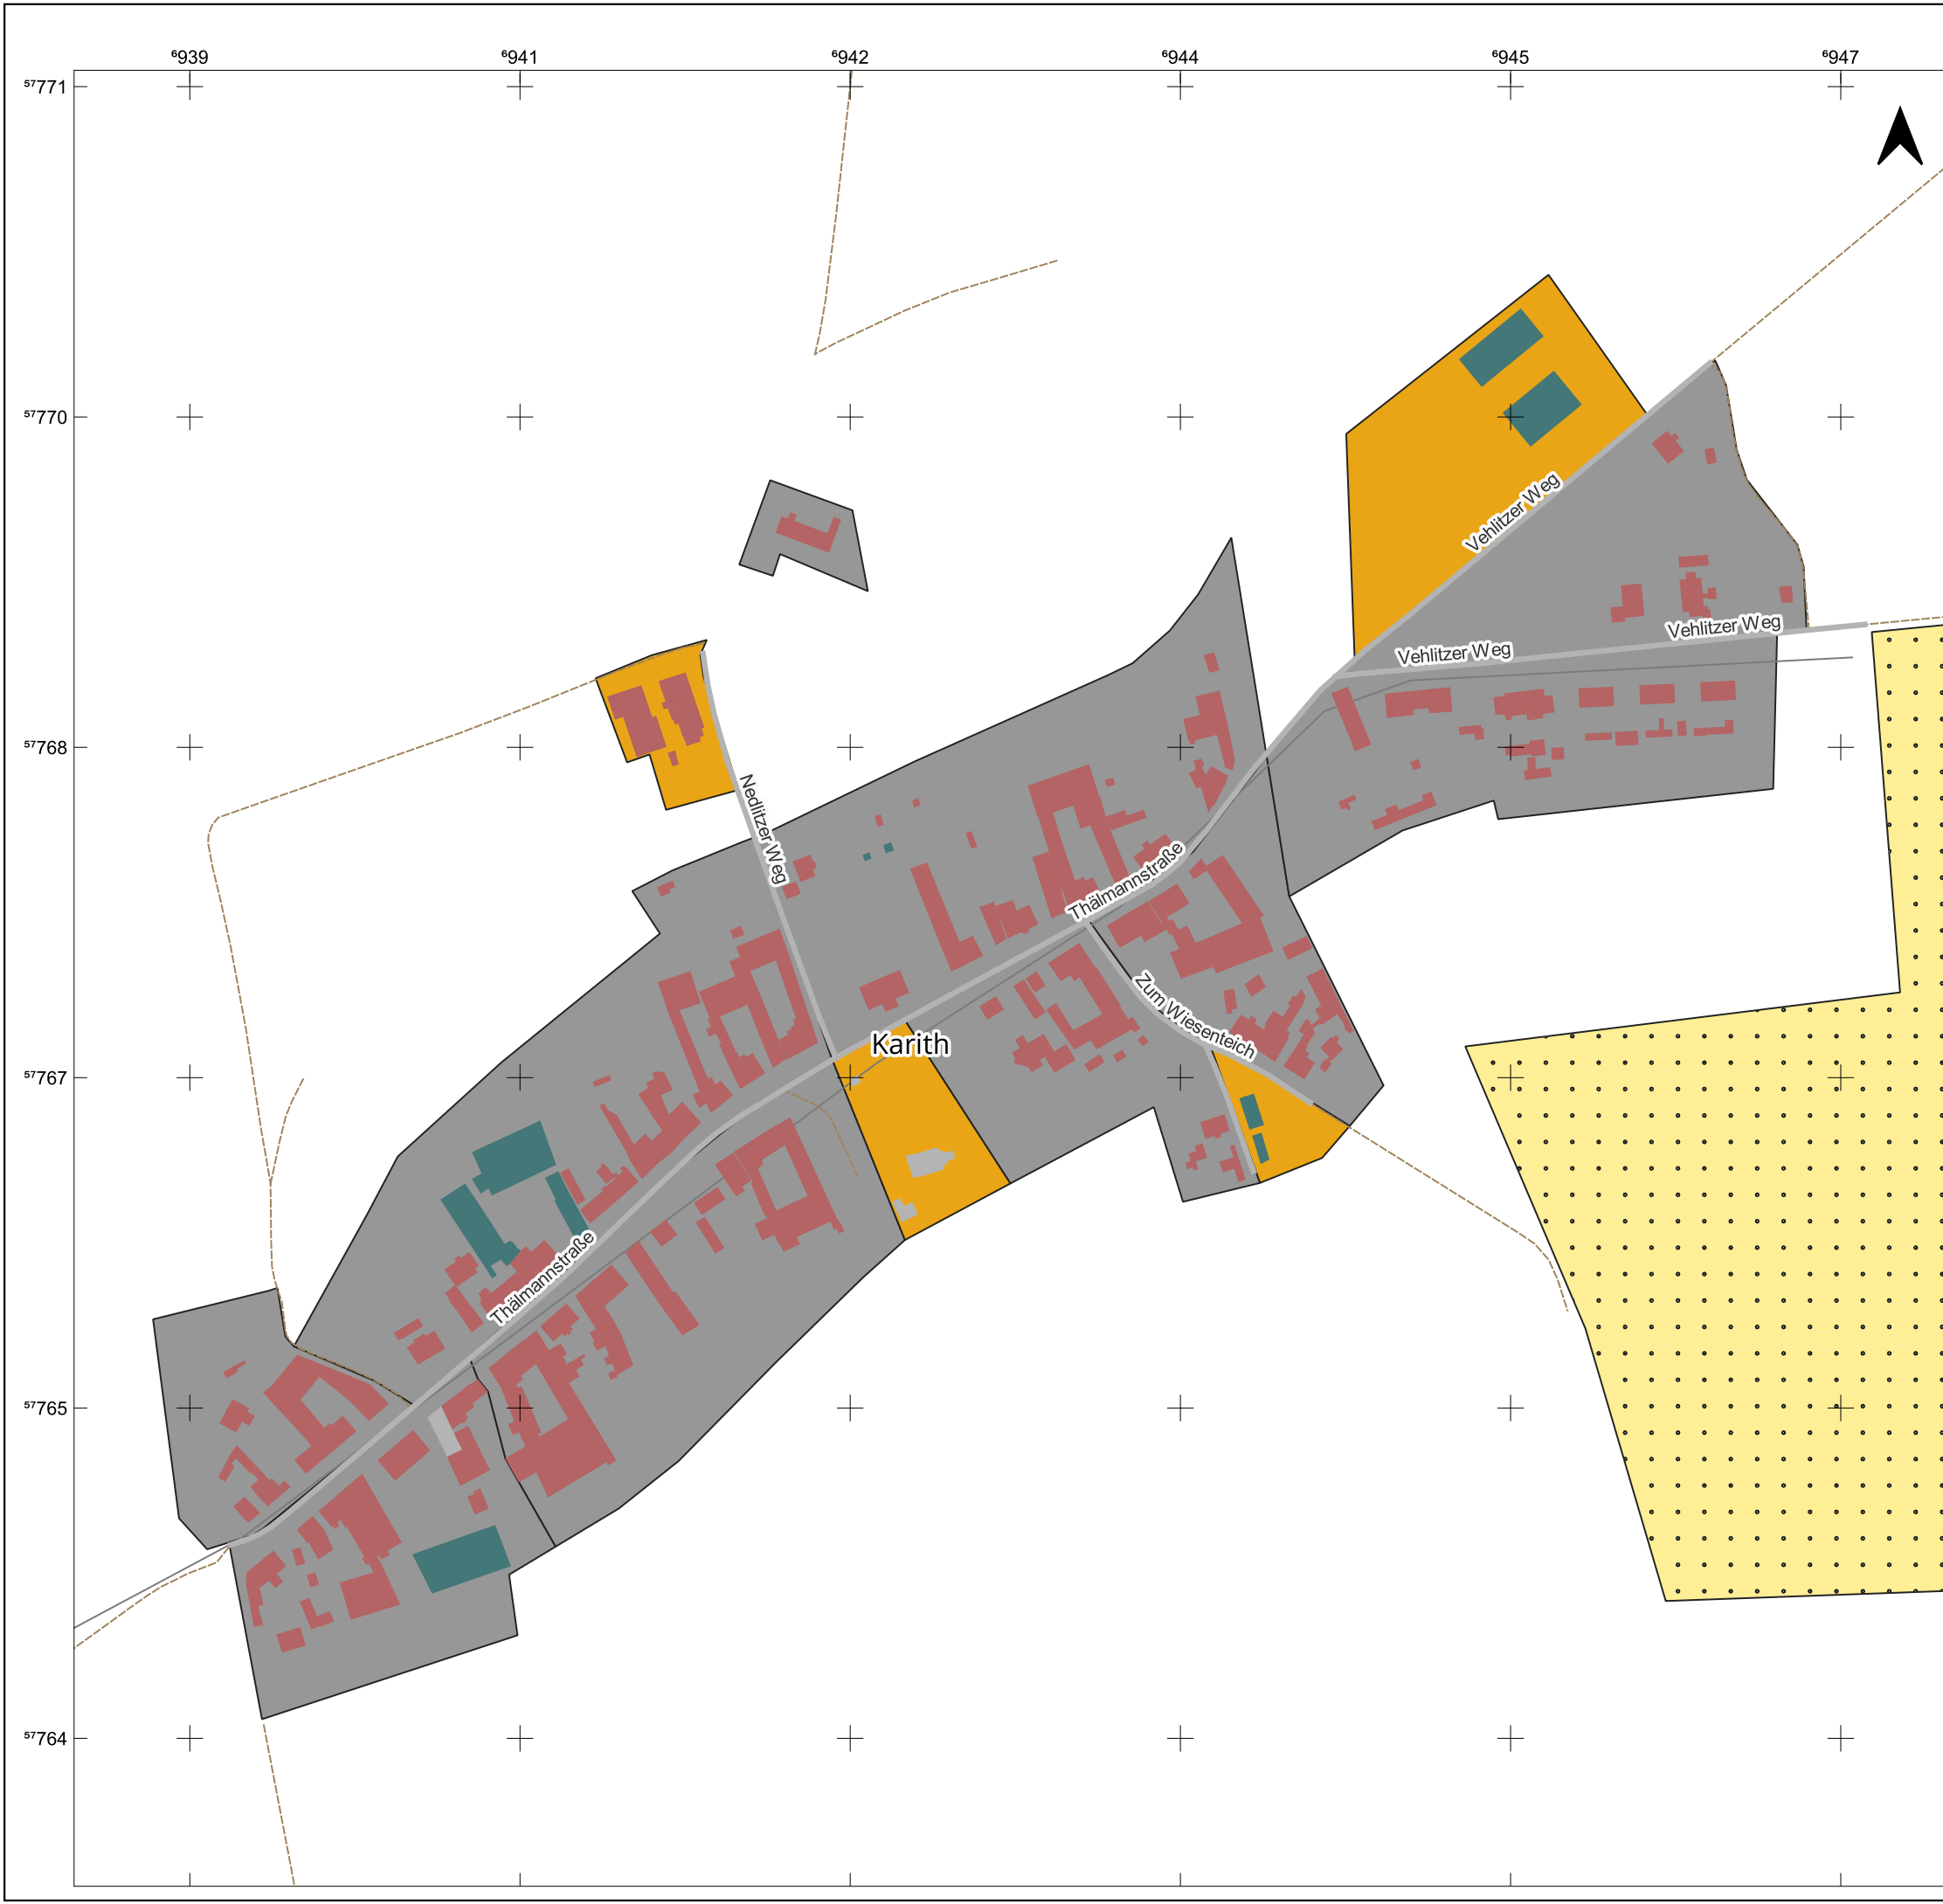 ⁶939 ⁶941 ⁶942 ⁶944 ⁶945 ⁶947
⁵⁷771
⁵⁷770
Vehlitzer Weg
Vehlitzer Weg
Vehlitzer Weg
⁵⁷768
Nedlitzer Weg
Thälmannstraße
Zum Wiesenteich
Karith
⁵⁷767
Thälmannstraße
⁵⁷765
⁵⁷764